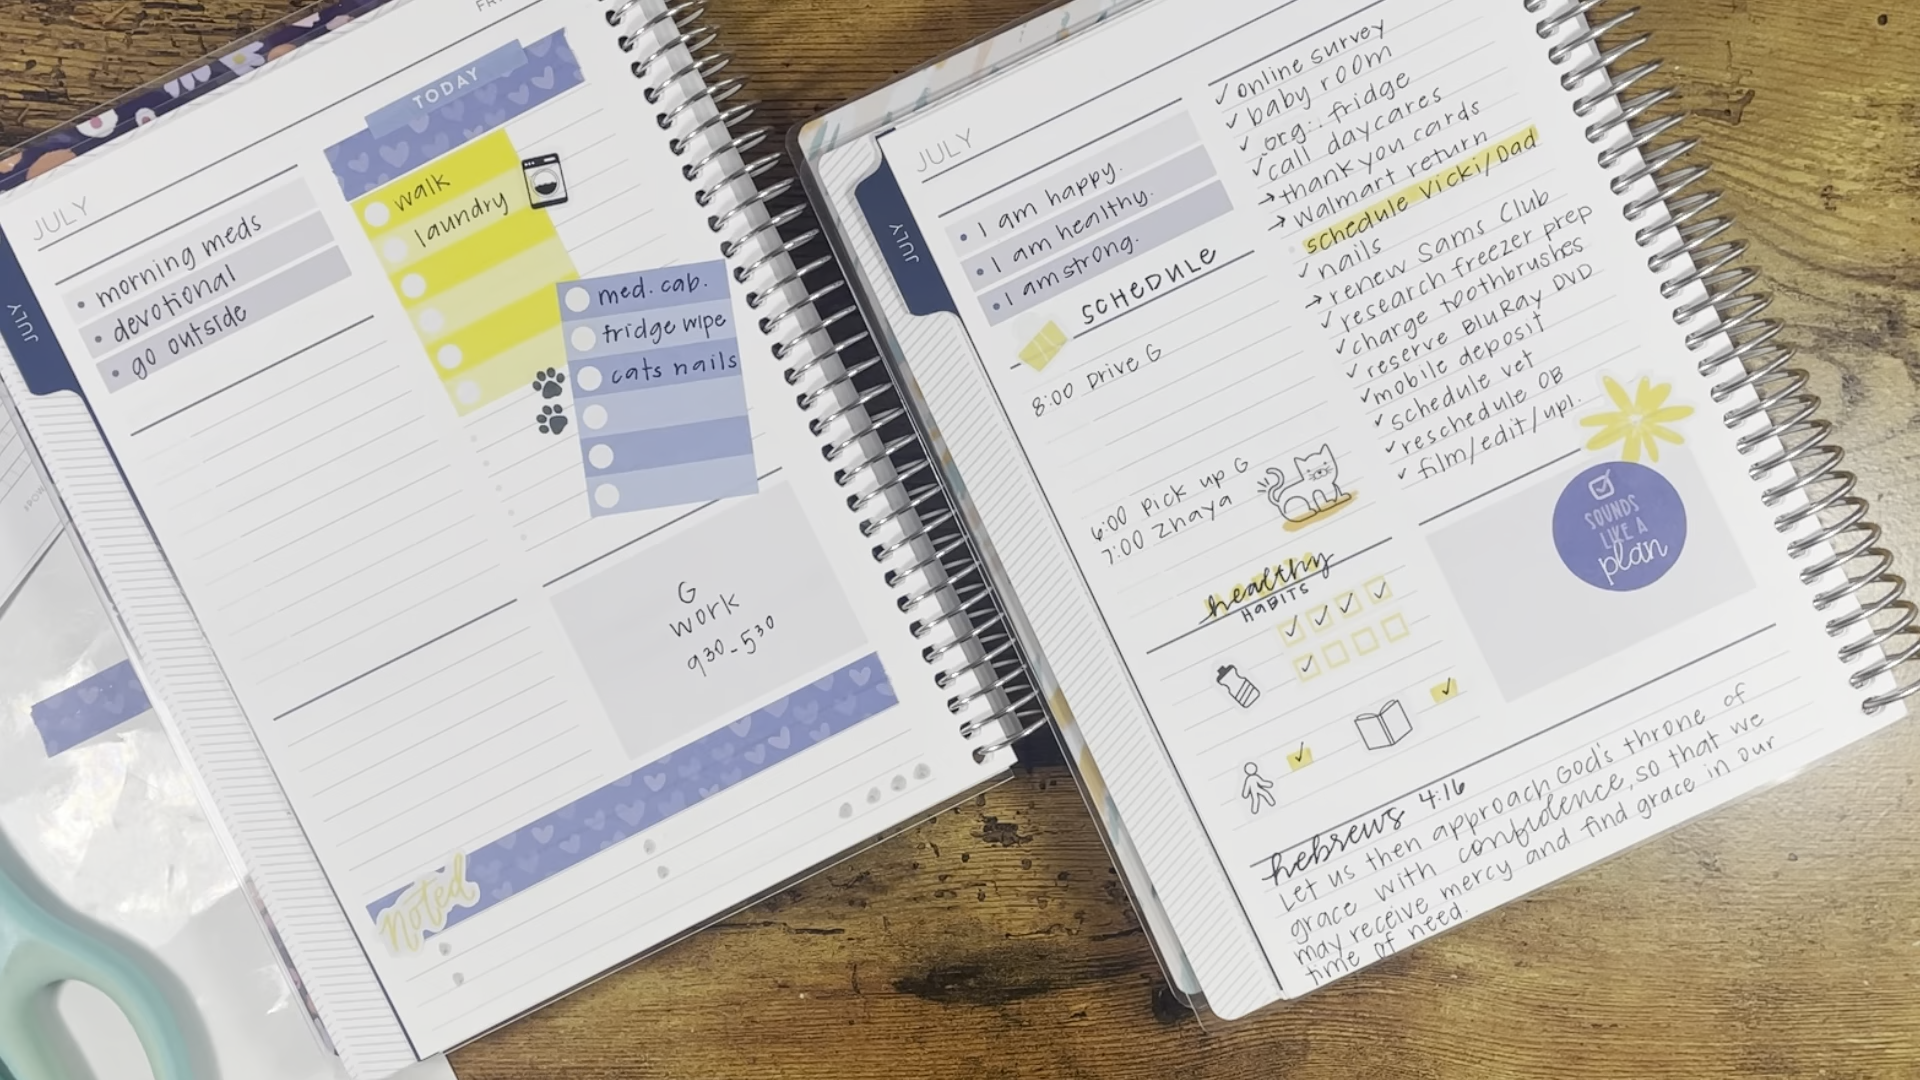 JULY
JULY
• morning meds
• devotional
• go outside
TODAY
walk
laundry
med. cab.
fridge wipe
cats nails
G
work
9³⁰-5³⁰
noted
JULY
JULY
• I am happy.
• I am healthy.
• I am strong.
SCHEDULE
8:00 Drive G
6:00 Pick up G
7:00 Zhaya
healthy
HABITS
✓ online survey
✓ baby room
✓ org. fridge
✓ call daycares
→ thank you cards
→ Walmart return
schedule Vicki/Dad
✓ nails
→ renew Sams Club
✓ research freezer prep
✓ charge toothbrushes
✓ reserve BluRay DVD
✓ mobile deposit
✓ schedule vet
✓ reschedule OB
✓ film/edit/upl.
SOUNDS
LIKE A
plan
hebrews 4:16
Let us then approach God's throne of
grace with confidence, so that we
may receive mercy and find grace in our
time of need.